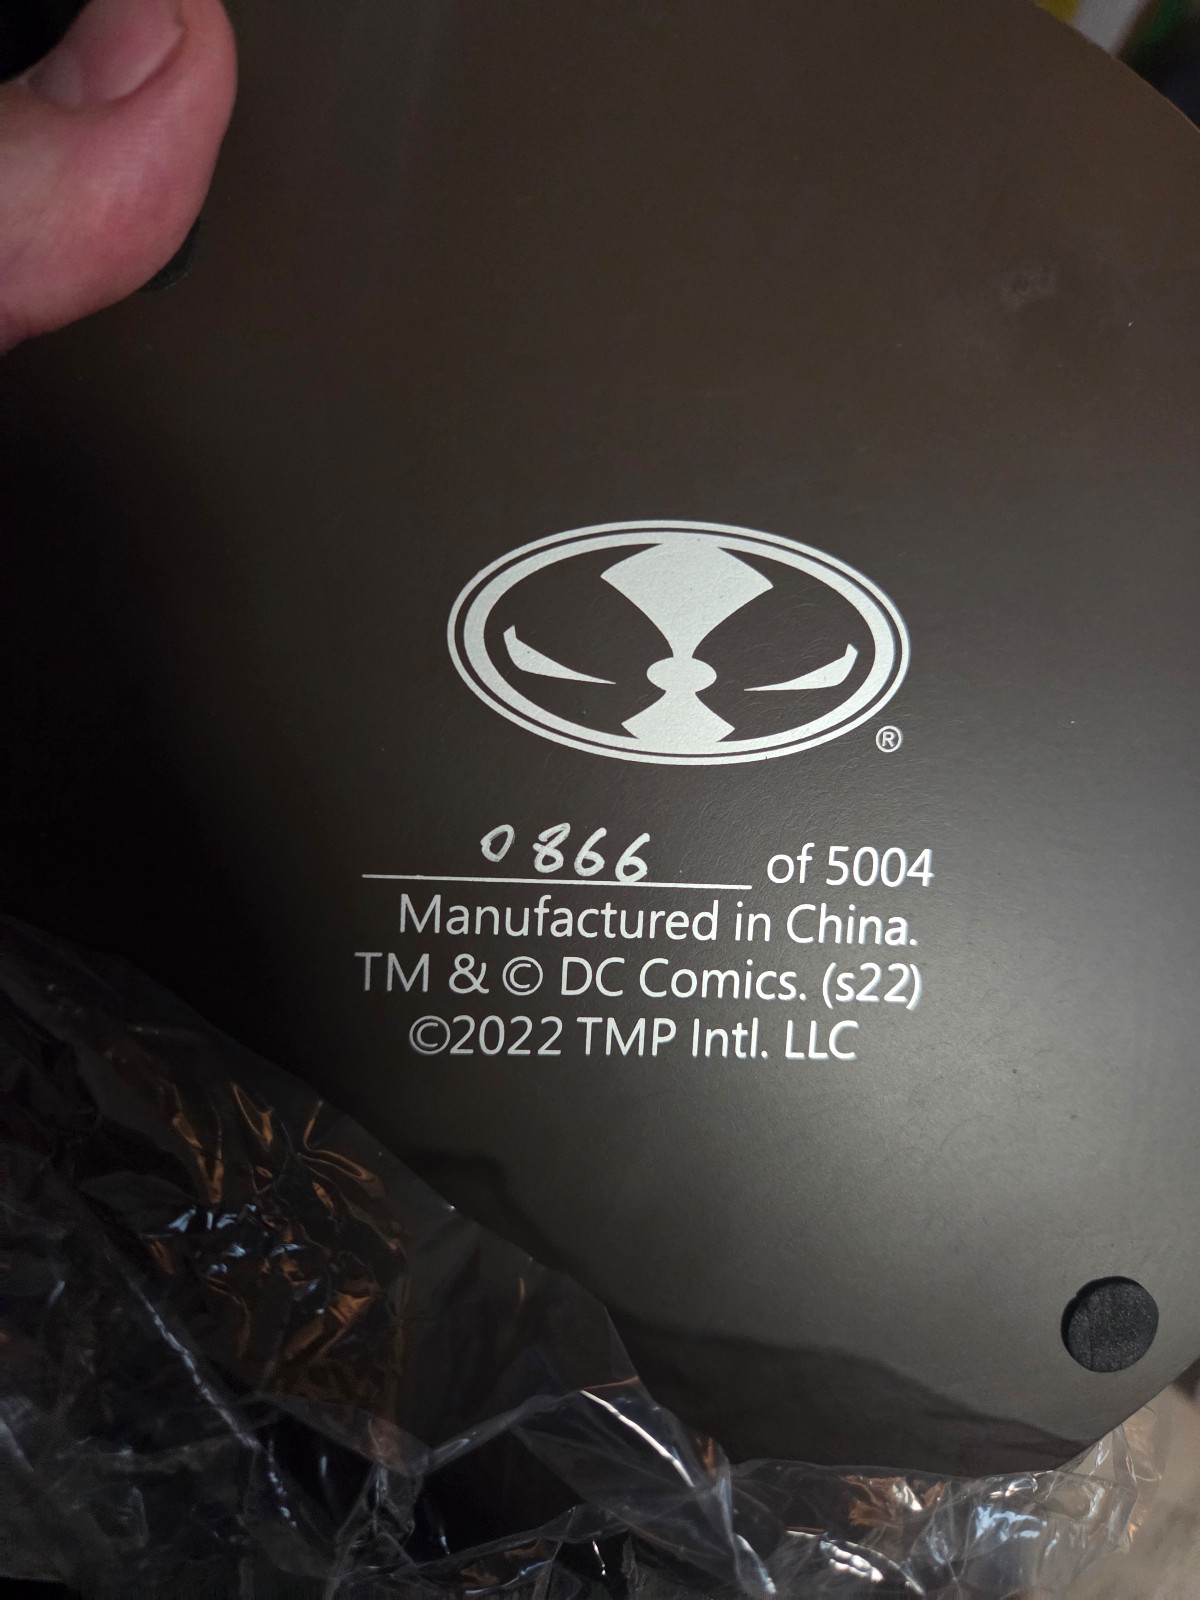 ®
0866 of 5004
Manufactured in China.
TM & © DC Comics. (s22)
©2022 TMP Intl. LLC